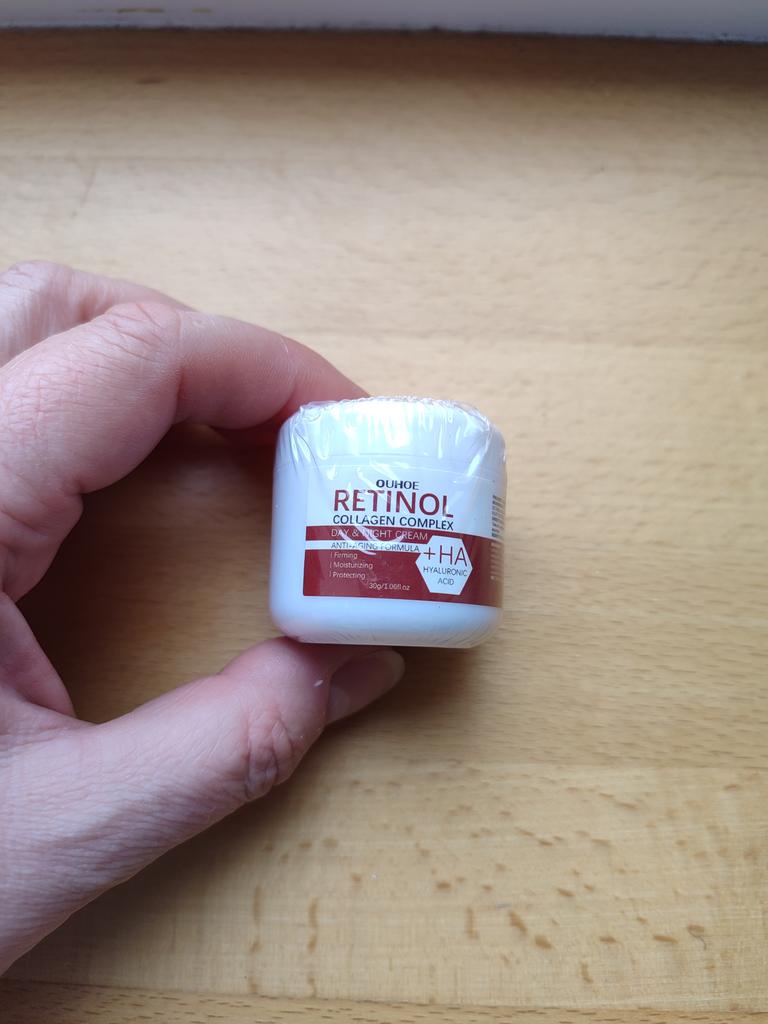 OUHOE
RETINOL
COLLAGEN COMPLEX
DAY & NIGHT CREAM
ANTI-AGING FORMULA
| Firming
| Moisturizing
| Protecting
30g/1.06fl oz
+HA
HYALURONIC
ACID